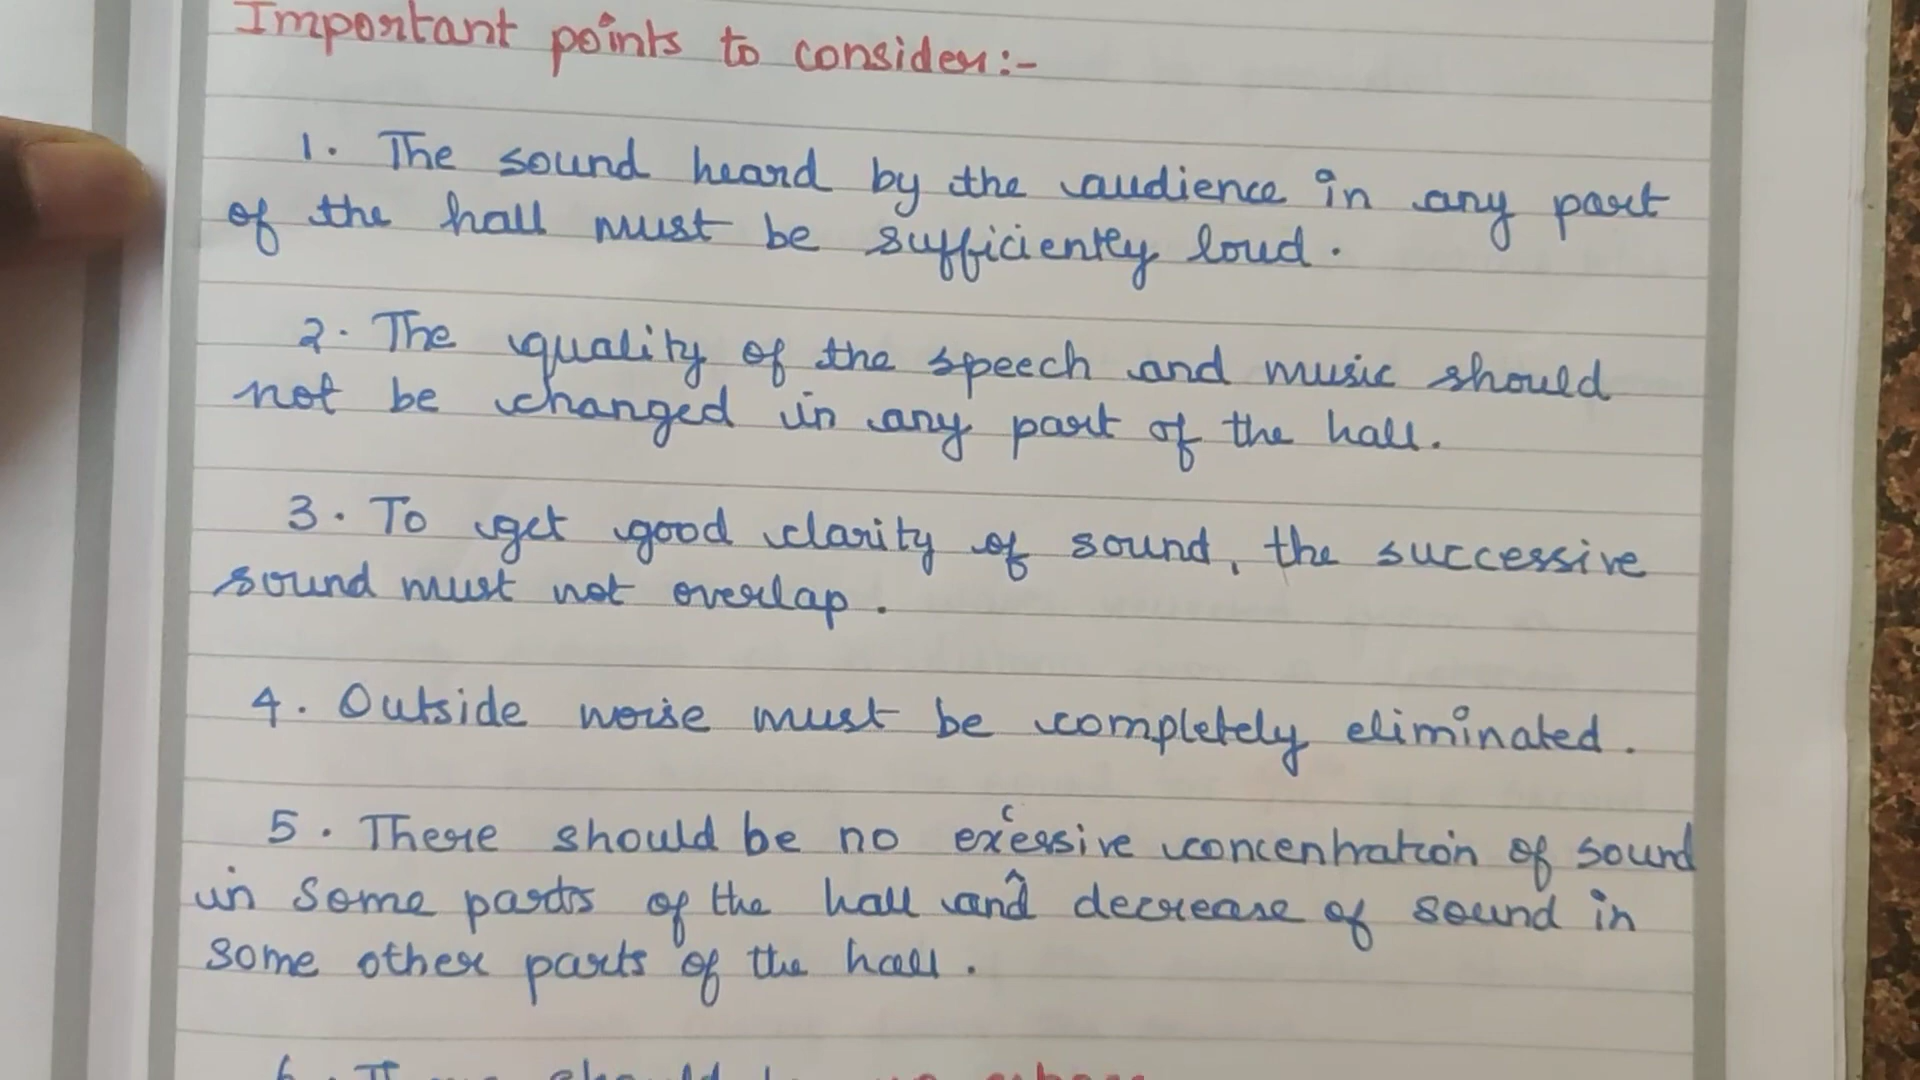 Important points to consider:-
1. The sound heard by the audience in any part
of the hall must be sufficiently loud.
2. The quality of the speech and music should
not be changed in any part of the hall.
3. To get good clarity of sound, the successive
sound must not overlap.
4. Outside noise must be completely eliminated.
5. There should be no excessive concentration of sound
in some parts of the hall and decrease of sound in
some other parts of the hall.
6. should